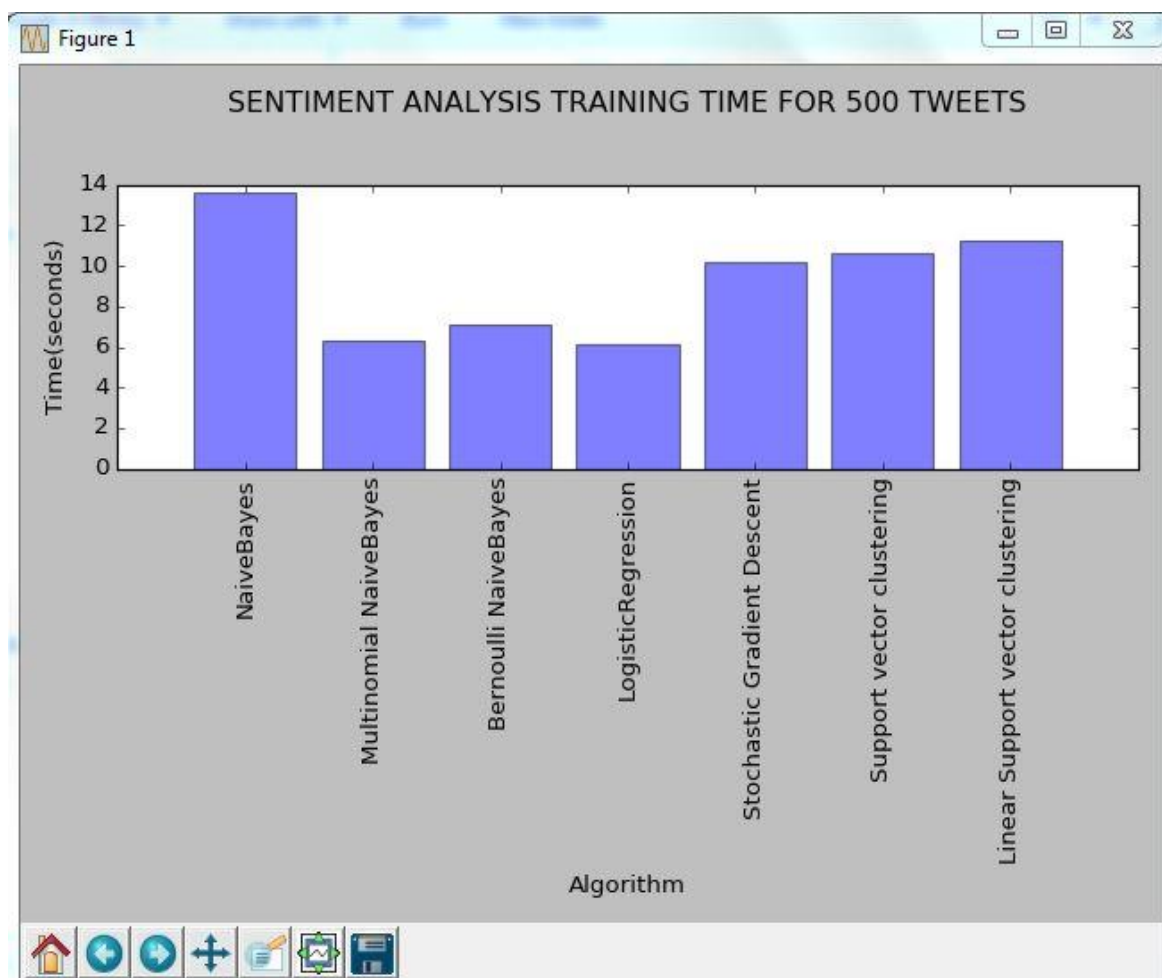 Figure 1
SENTIMENT ANALYSIS TRAINING TIME FOR 500 TWEETS
14
12
10
8
6
4
2
0
Time(seconds)
NaiveBayes
Multinomial NaiveBayes
Bernoulli NaiveBayes
LogisticRegression
Stochastic Gradient Descent
Support vector clustering
Linear Support vector clustering
Algorithm